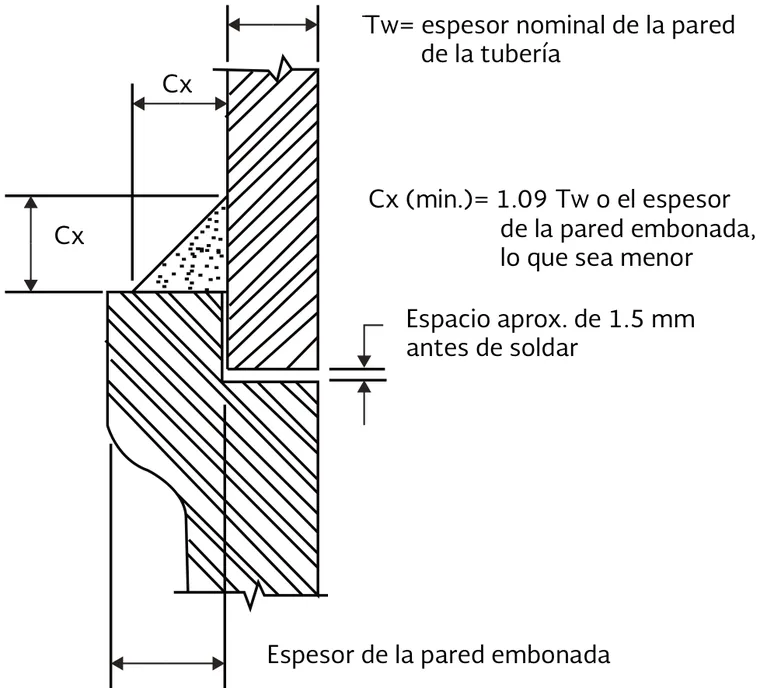 Tw= espesor nominal de la pared
de la tubería
Cx
Cx (min.)= 1.09 Tw o el espesor
de la pared embonada,
lo que sea menor
Cx
Espacio aprox. de 1.5 mm
antes de soldar
Espesor de la pared embonada